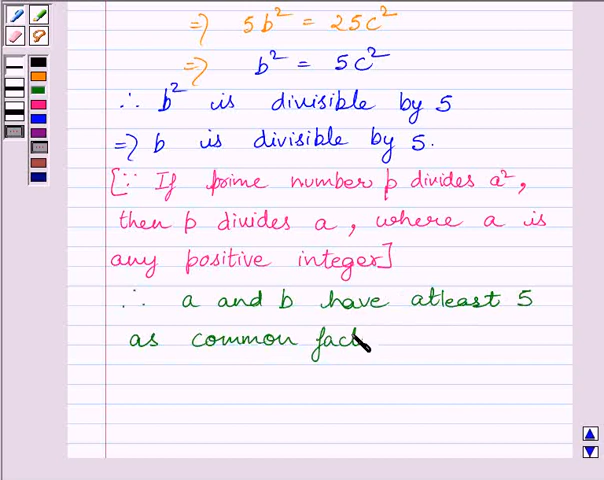 ⇒ 5b² = 25c²
⇒ b² = 5c²
∴ b² is divisible by 5
⇒ b is divisible by 5.
[∵ If prime number p divides a²,
then p divides a, where a is
any positive integer]
∴ a and b have atleast 5
as common fact